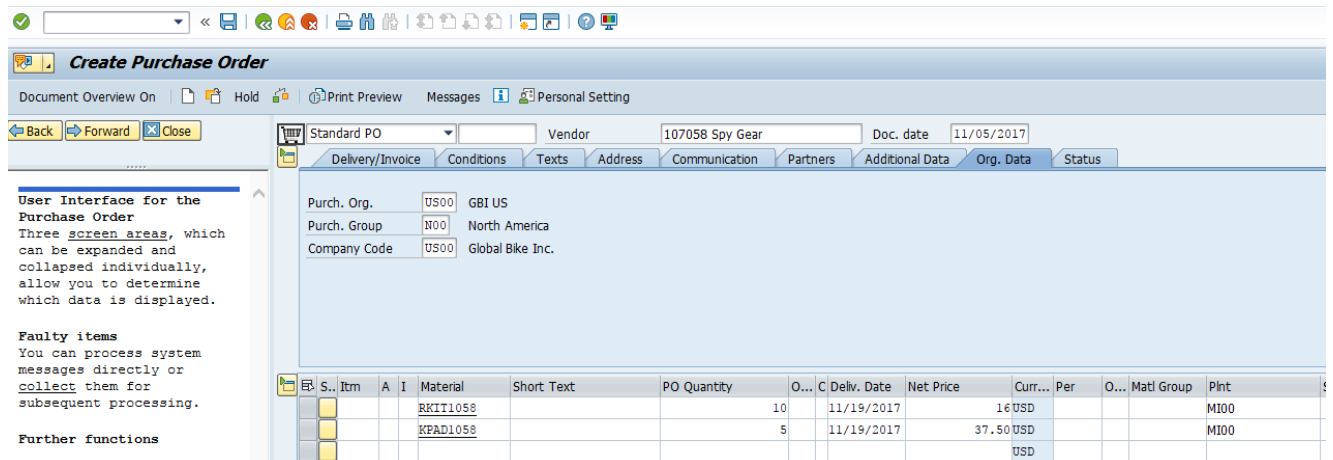 Create Purchase Order
Document Overview On Hold Print Preview Messages Personal Setting
Back Forward Close
Standard PO Vendor 107058 Spy Gear Doc. date 11/05/2017
Delivery/Invoice Conditions Texts Address Communication Partners Additional Data Org. Data Status
User Interface for the
Purchase Order
Three screen areas, which
can be expanded and
collapsed individually,
allow you to determine
which data is displayed.
Faulty items
You can process system
messages directly or
collect them for
subsequent processing.
Further functions
Purch. Org. US00 GBI US
Purch. Group N00 North America
Company Code US00 Global Bike Inc.
S.. Itm A I Material Short Text PO Quantity O... C Deliv. Date Net Price Curr... Per O... Matl Group Plnt S
RKIT1058 10 11/19/2017 16 USD MI00
KPAD1058 5 11/19/2017 37.50 USD MI00
USD